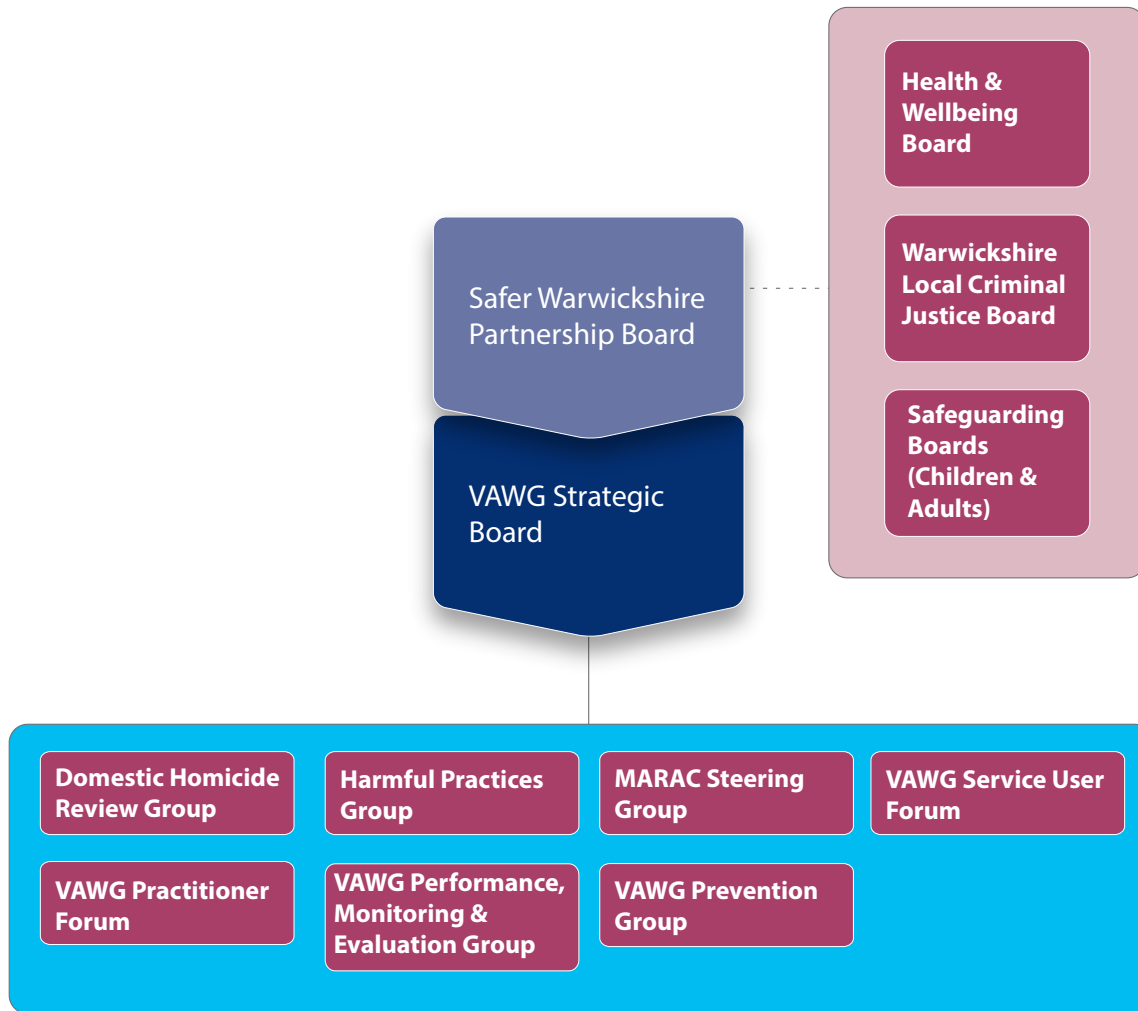 Health &
Wellbeing
Board
Warwickshire
Local Criminal
Justice Board
Safeguarding
Boards
(Children &
Adults)
Safer Warwickshire
Partnership Board
VAWG Strategic
Board
Domestic Homicide
Review Group
Harmful Practices
Group
MARAC Steering
Group
VAWG Service User
Forum
VAWG Practitioner
Forum
VAWG Performance,
Monitoring &
Evaluation Group
VAWG Prevention
Group